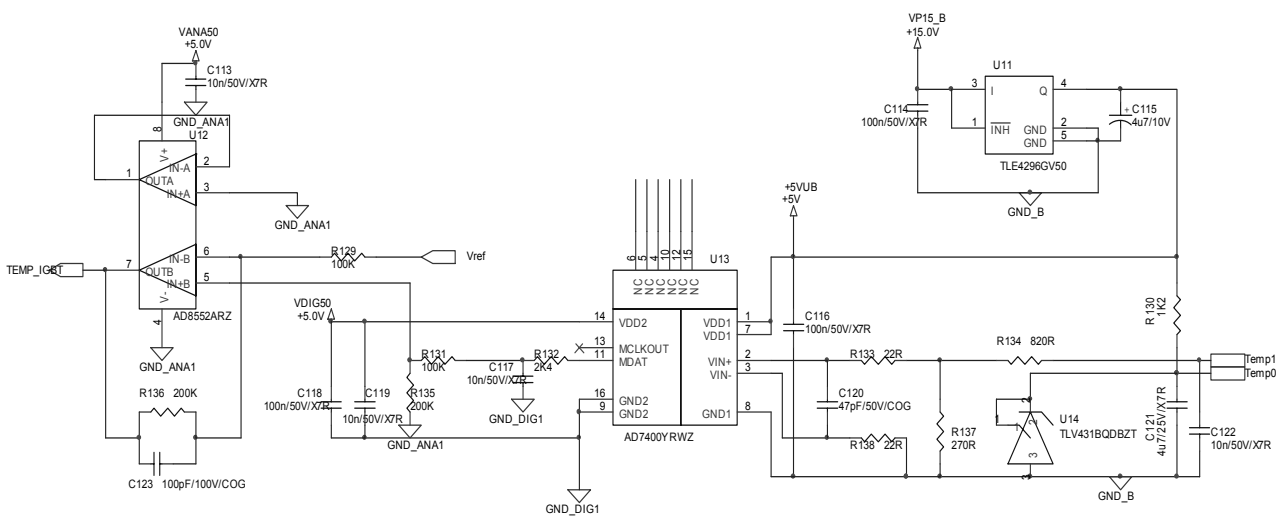 VANA50
+5.0V
C113
10n/50V/X7R
GND_ANA1
U12
8
V+
IN-A
2
1
OUTA
IN+A
3
GND_ANA1
IN-B
6
7
OUTB
IN+B
5
TEMP_IGBT
V-
4
AD8552ARZ
GND_ANA1
R136 200K
C123 100pF/100V/COG
R129
100K
Vref
VDIG50
+5.0V
C118
100n/50V/X7R
C119
10n/50V/X7R
R131
100K
R135
200K
GND_ANA1
C117
10n/50V/X7R
GND_DIG1
R132
2K4
GND_DIG1
6 5 4 10 12 15
NC NC NC NC NC NC
U13
14
VDD2
13
MCLKOUT
11
MDAT
16
GND2
9
GND2
VDD1
1
VDD1
7
VIN+
2
VIN-
3
GND1
8
AD7400YRWZ
+5VUB
+5V
C116
100n/50V/X7R
C120
47pF/50V/COG
R133 22R
R138 22R
R137
270R
R134 820R
VP15_B
+15.0V
C114
100n/50V/X7R
U11
3
I
Q
4
1
INH
GND
2
GND
5
TLE4296GV50
+
C115
4u7/10V
GND_B
R130
1K2
Temp1
Temp0
2
1
1
2
3
3
U14
TLV431BQDBZT
C121
4u7/25V/X7R
C122
10n/50V/X7R
GND_B